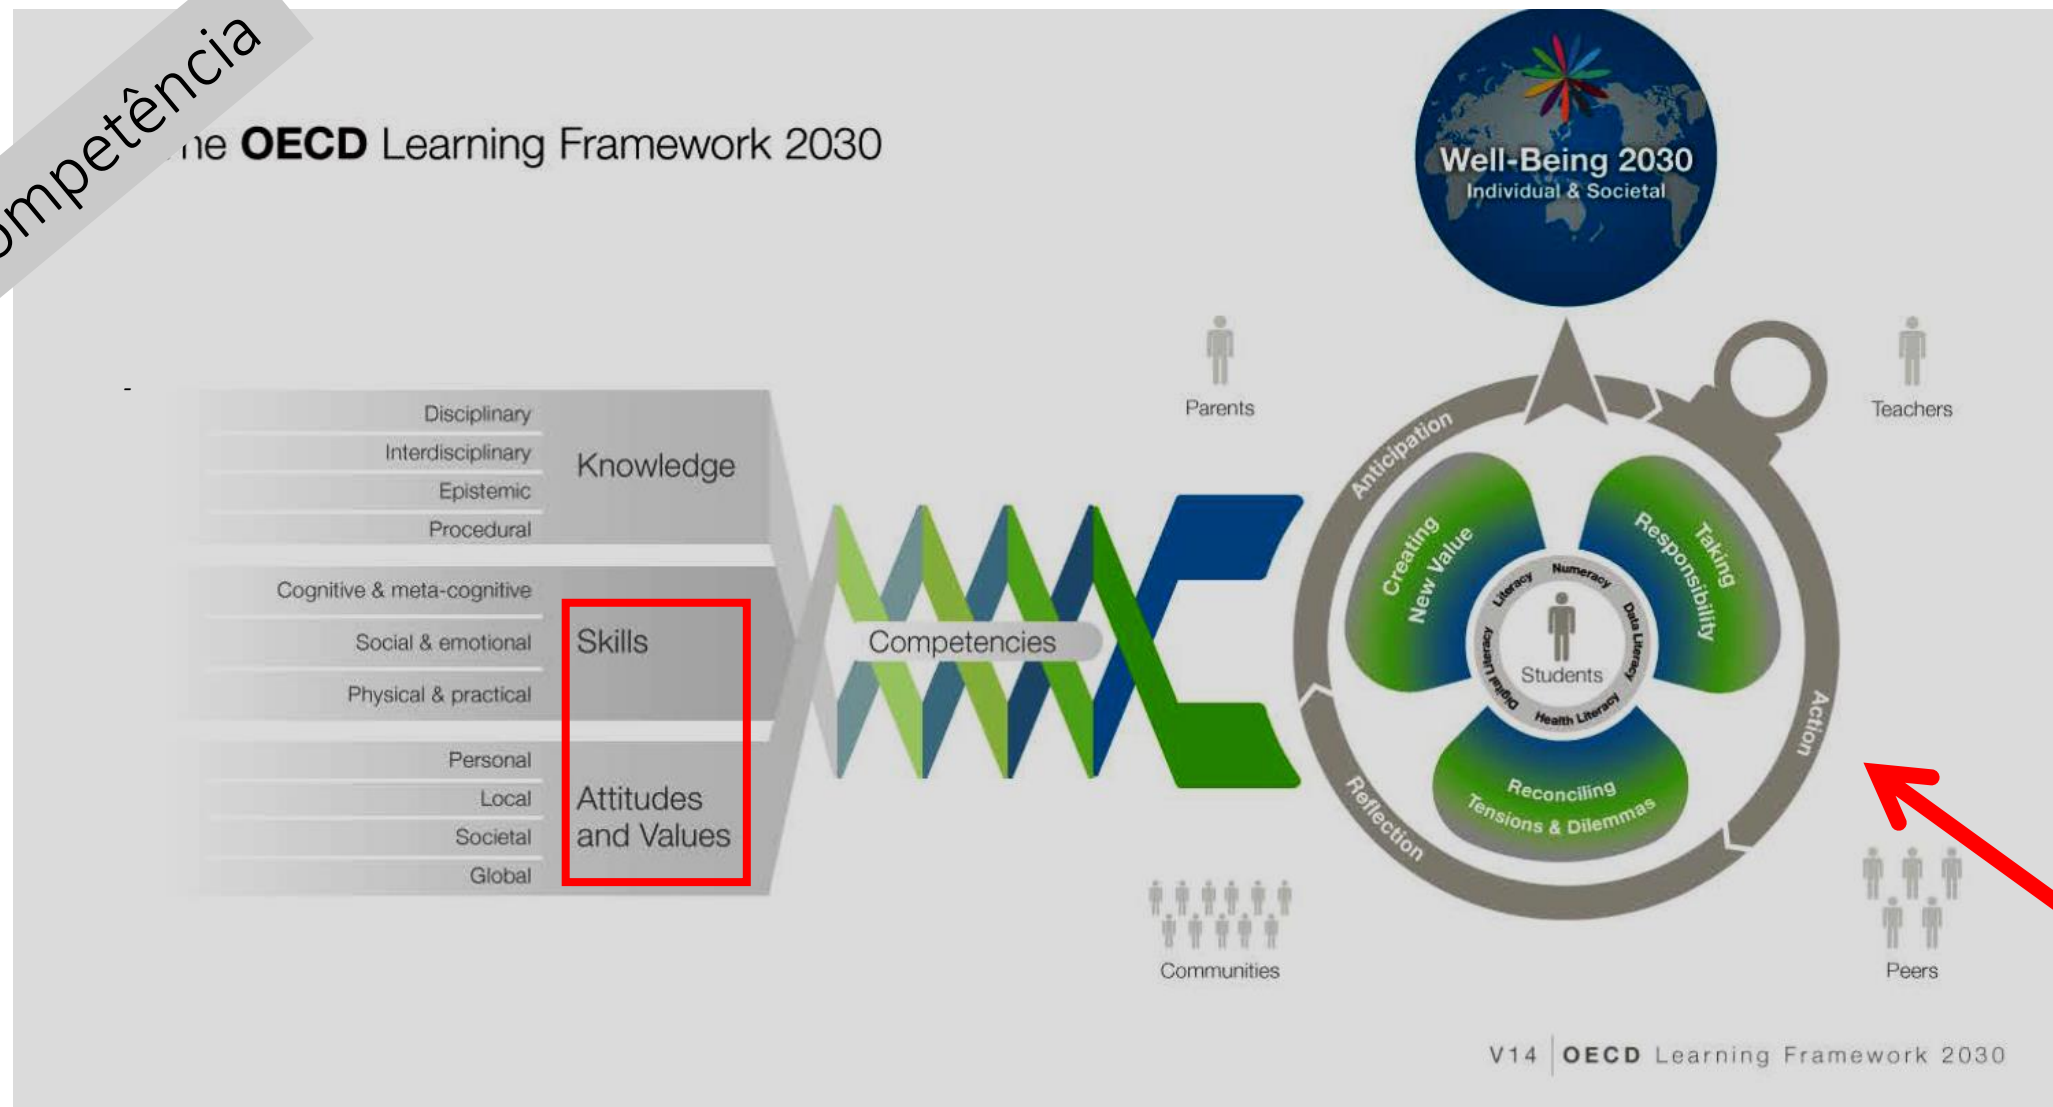 ompetência
he OECD Learning Framework 2030
Well-Being 2030
Individual & Societal
Parents
Teachers
-
Disciplinary
Interdisciplinary
Epistemic
Procedural
Knowledge
Cognitive & meta-cognitive
Social & emotional
Physical & practical
Skills
Personal
Local
Societal
Global
Attitudes
and Values
Competencies
Anticipation
Action
Reflection
Creating
New Value
Taking
Responsibility
Reconciling
Tensions & Dilemmas
Literacy
Numeracy
Data Literacy
Health Literacy
Digital Literacy
Students
Communities
Peers
V14 OECD Learning Framework 2030